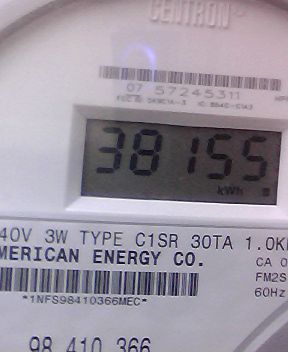 CENTRON
07 57245311
38155
kWh
40V 3W TYPE C1SR 30TA 1.0K
MERICAN ENERGY CO.
CA 0
FM2S
*1NFS98410366MEC*
60Hz
98 410 366